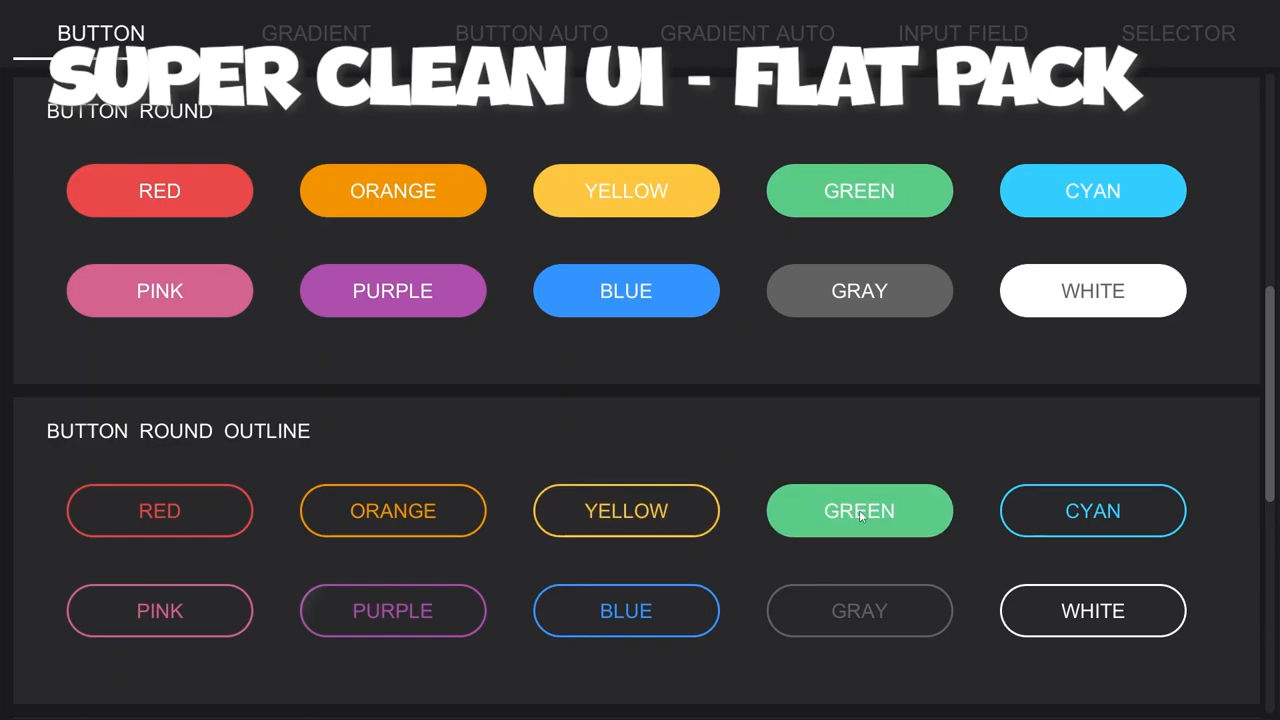 BUTTON GRADIENT BUTTON AUTO GRADIENT AUTO INPUT FIELD SELECTOR
SUPER CLEAN UI - FLAT PACK
BUTTON ROUND
RED ORANGE YELLOW GREEN CYAN
PINK PURPLE BLUE GRAY WHITE
BUTTON ROUND OUTLINE
RED ORANGE YELLOW GREEN CYAN
PINK PURPLE BLUE GRAY WHITE